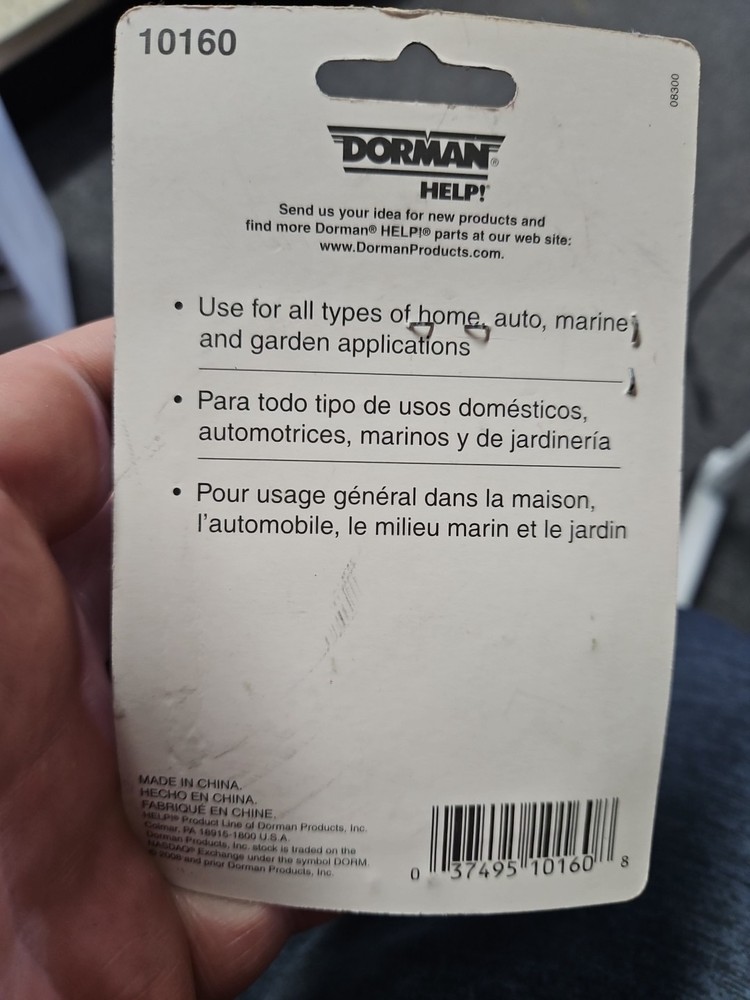 10160
08300
DORMAN®
HELP!®
Send us your idea for new products and
find more Dorman® HELP!® parts at our web site:
www.DormanProducts.com.
• Use for all types of home, auto, marine
and garden applications
• Para todo tipo de usos domésticos,
automotrices, marinos y de jardinería
• Pour usage général dans la maison,
l'automobile, le milieu marin et le jardin
MADE IN CHINA.
HECHO EN CHINA.
FABRIQUÉ EN CHINE.
HELP!® Product Line of Dorman Products, Inc.
Colmar, PA 18915-1800 U.S.A.
Dorman Products, Inc. stock is traded on the
NASDAQ® Exchange under the symbol DORM.
© 2008 and prior Dorman Products, Inc.
0 37495 10160 8